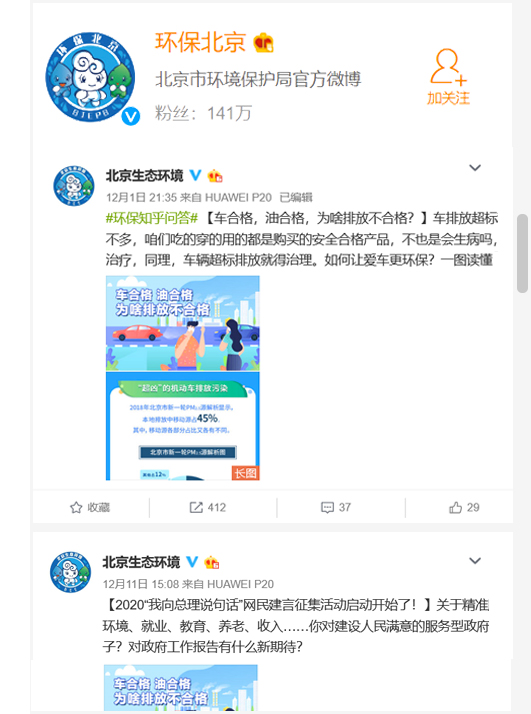 环保北京
北京市环境保护局官方微博
粉丝：141万
加关注
环保北京
BJEPB
北京生态环境
12月1日 21:35 来自 HUAWEI P20 已编辑
#环保知乎问答# 【车合格，油合格，为啥排放不合格？】车排放超标
不多，咱们吃的穿的用的都是购买的安全合格产品，不也是会生病吗，
治疗，同理，车辆超标排放就得治理。如何让爱车更环保？一图读懂
车合格 油合格
为啥排放不合格
“超凶”的机动车排放污染
2018年北京市新一轮PM2.5源解析显示，
本地排放中移动源占45%，
其中，移动源各部分占比又各有不同。
北京市新一轮PM2.5源解析图
12%
长图
收藏
412
37
29
北京生态环境
12月11日 15:08 来自 HUAWEI P20
【2020“我向总理说句话”网民建言征集活动启动开始了！】关于精准
环境、就业、教育、养老、收入……你对建设人民满意的服务型政府
子？对政府工作报告有什么新期待？
车合格 油合格
为啥排放不合格